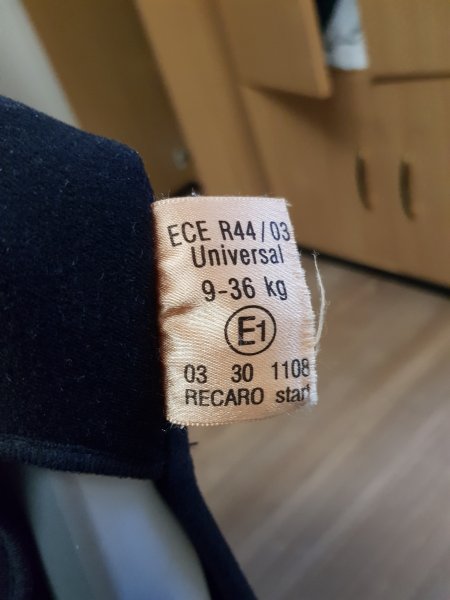 ECE R44/03
Universal
9-36 kg
E1
03 30 1108
RECARO start